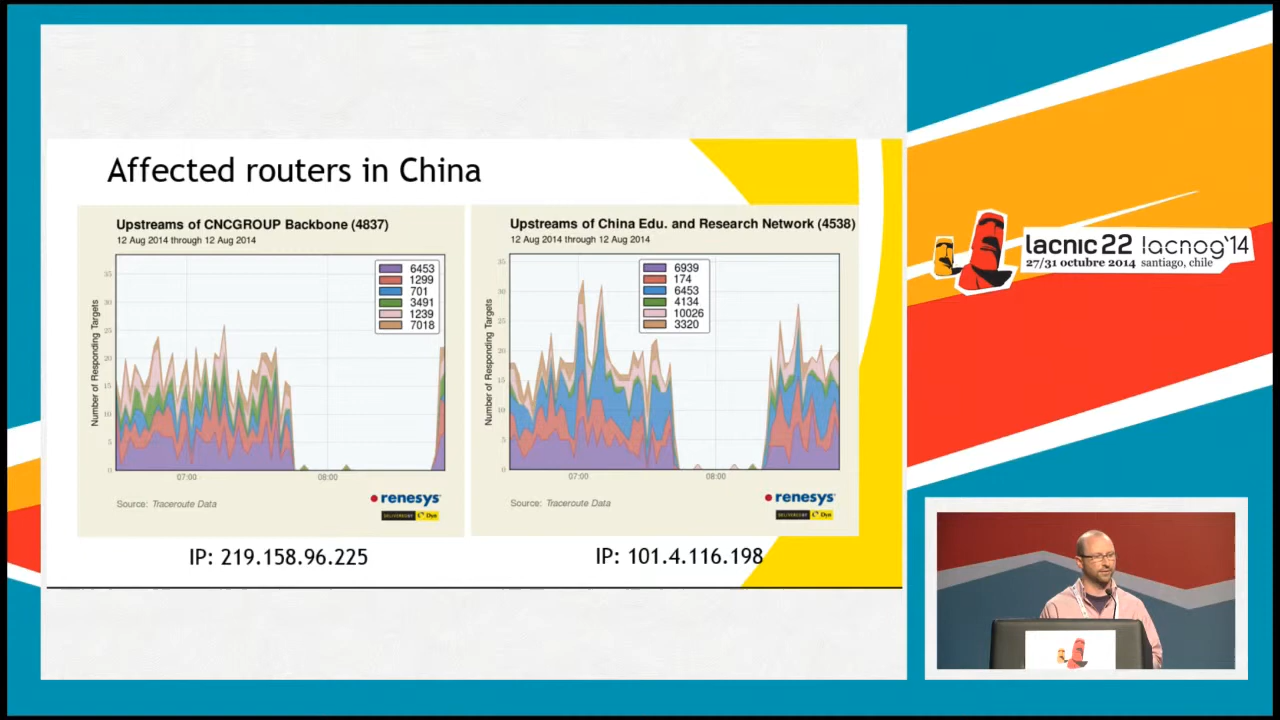 Affected routers in China
Upstreams of CNCGROUP Backbone (4837)
12 Aug 2014 through 12 Aug 2014
6453
1299
701
3491
1239
7018
Number of Responding Targets
35
30
25
20
15
10
5
0
07:00
08:00
Source: Traceroute Data
renesys
Dyn
IP: 219.158.96.225
Upstreams of China Edu. and Research Network (4538)
12 Aug 2014 through 12 Aug 2014
6939
174
6453
4134
10026
3320
Number of Responding Targets
35
30
25
20
15
10
5
0
07:00
08:00
Source: Traceroute Data
renesys
Dyn
IP: 101.4.116.198
lacnic 22 lacnog'14
27/31 octubre 2014 santiago, chile